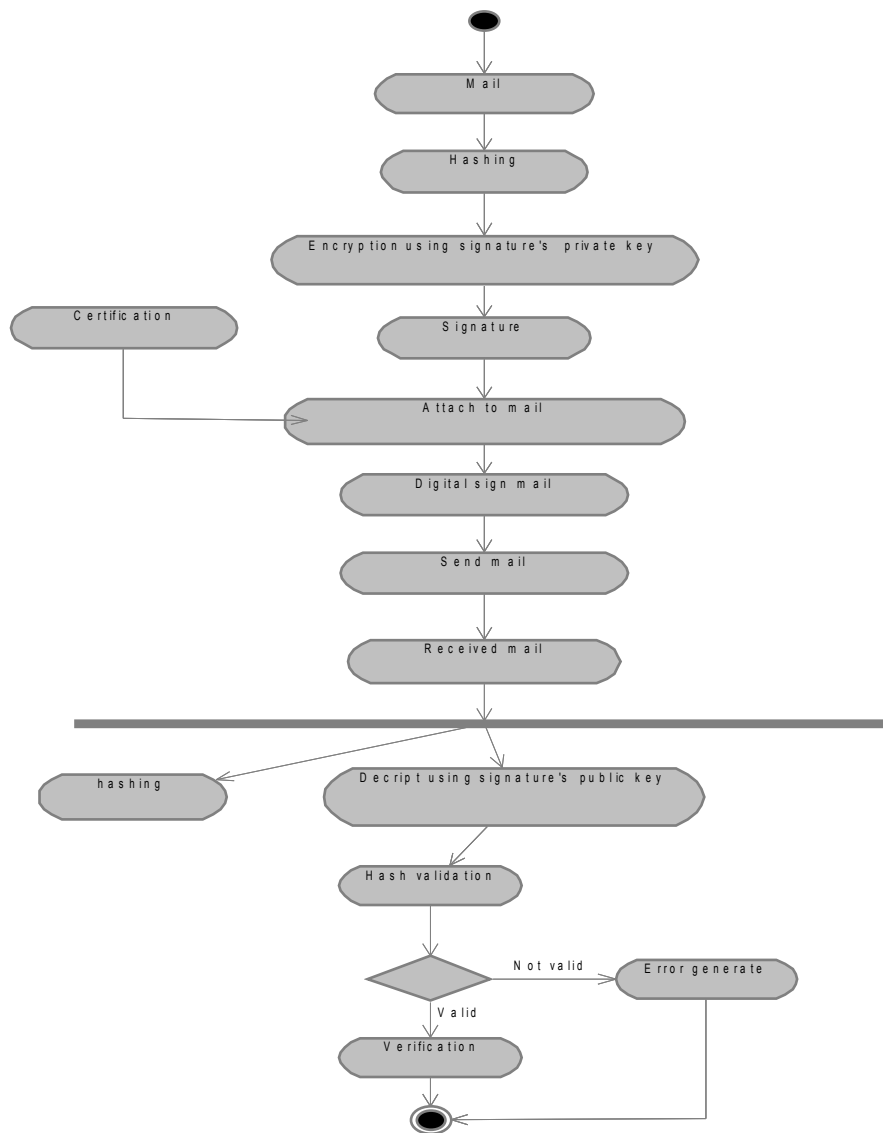 Mail
Hashing
Encryption using signature's private key
Certification
Signature
Attach to mail
Digital sign mail
Send mail
Received mail
hashing
Decript using signature's public key
Hash validation
Not valid
Error generate
Valid
Verification